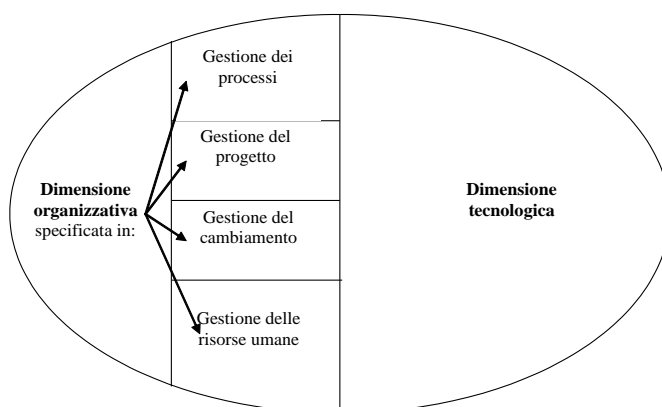 Gestione dei
processi
Gestione del
progetto
Dimensione
organizzativa
specificata in:
Gestione del
cambiamento
Gestione delle
risorse umane
Dimensione
tecnologica